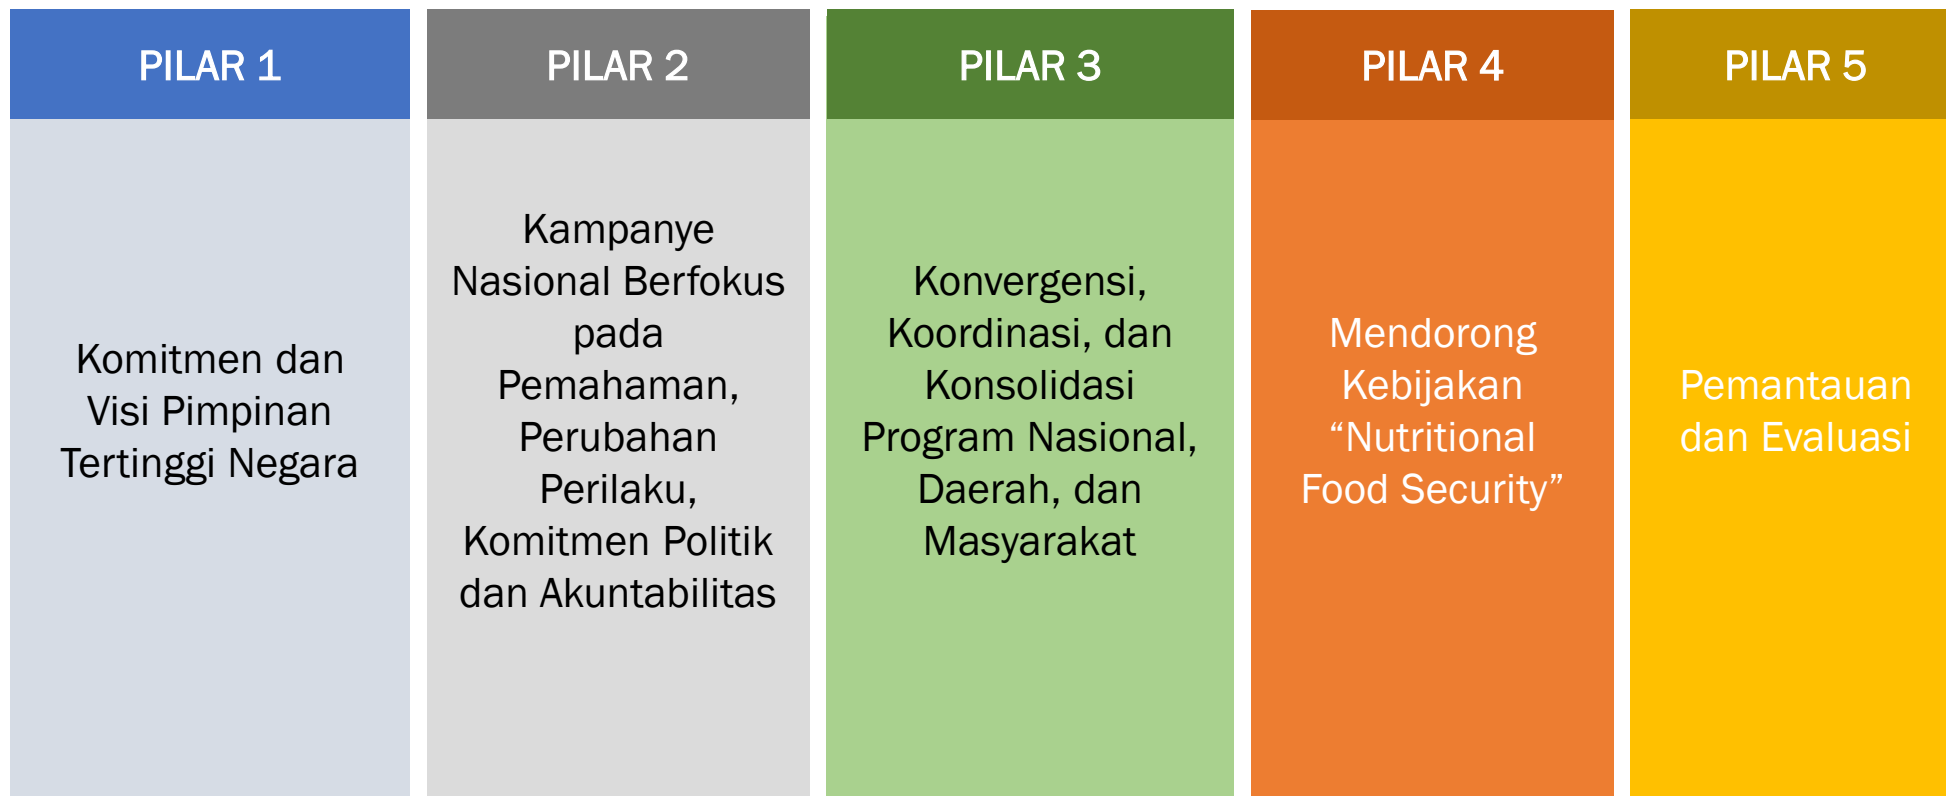 PILAR 1
Komitmen dan
Visi Pimpinan
Tertinggi Negara
PILAR 2
Kampanye
Nasional Berfokus
pada
Pemahaman,
Perubahan
Perilaku,
Komitmen Politik
dan Akuntabilitas
PILAR 3
Konvergensi,
Koordinasi, dan
Konsolidasi
Program Nasional,
Daerah, dan
Masyarakat
PILAR 4
Mendorong
Kebijakan
“Nutritional
Food Security”
PILAR 5
Pemantauan
dan Evaluasi